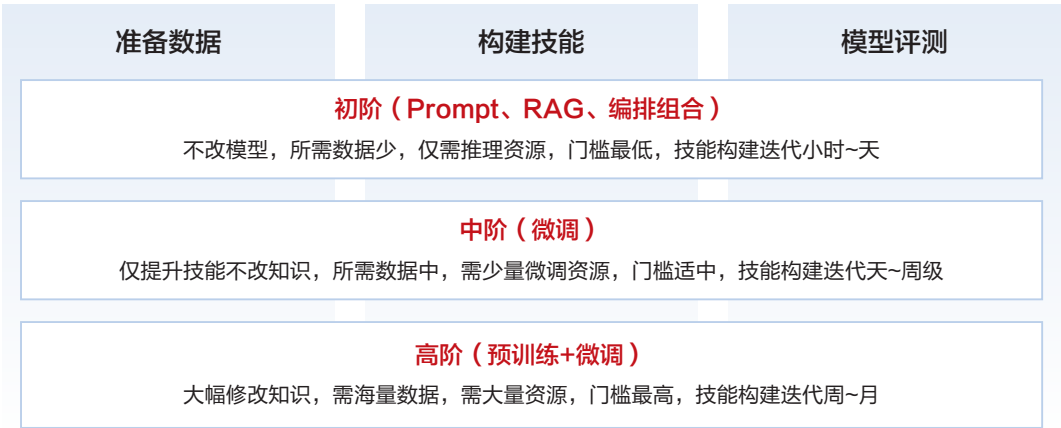 准备数据
构建技能
模型评测
初阶（Prompt、RAG、编排组合）
不改模型，所需数据少，仅需推理资源，门槛最低，技能构建迭代小时~天
中阶（微调）
仅提升技能不改知识，所需数据中，需少量微调资源，门槛适中，技能构建迭代天~周级
高阶（预训练+微调）
大幅修改知识，需海量数据，需大量资源，门槛最高，技能构建迭代周~月